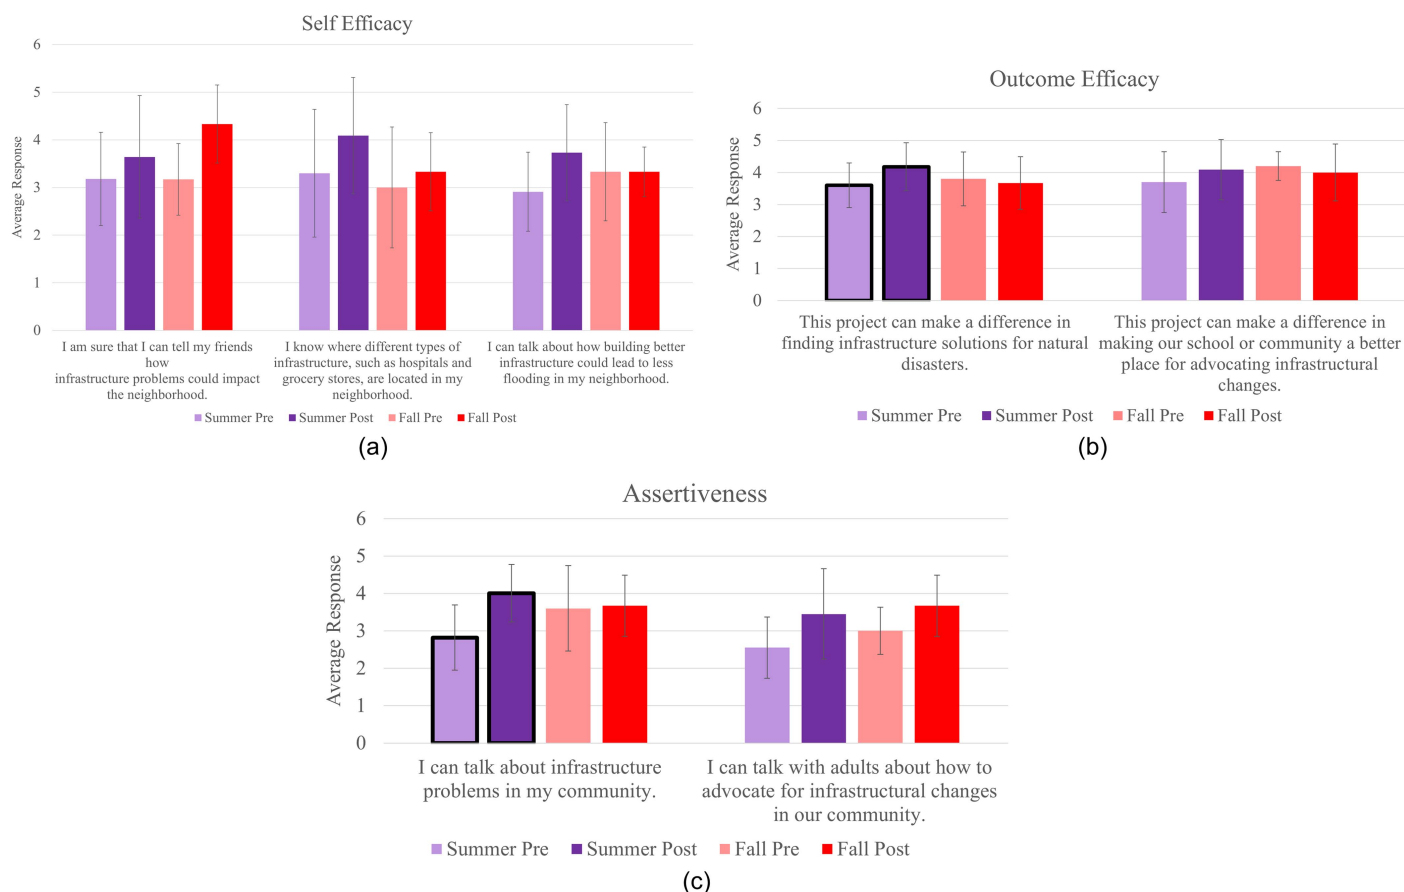 Self Efficacy
6
5
4
3
2
1
0
Average Response
I am sure that I can tell my friends
how
infrastructure problems could impact
the neighborhood.
I know where different types of
infrastructure, such as hospitals and
grocery stores, are located in my
neighborhood.
I can talk about how building better
infrastructure could lead to less
flooding in my neighborhood.
Summer Pre Summer Post Fall Pre Fall Post
(a)
Outcome Efficacy
6
5
4
3
2
1
0
Average Response
This project can make a difference in
finding infrastructure solutions for natural
disasters.
This project can make a difference in
making our school or community a better
place for advocating infrastructural
changes.
Summer Pre Summer Post Fall Pre Fall Post
(b)
Assertiveness
6
5
4
3
2
1
0
Average Response
I can talk about infrastructure
problems in my community.
I can talk with adults about how to
advocate for infrastructural changes
in our community.
Summer Pre Summer Post Fall Pre Fall Post
(c)